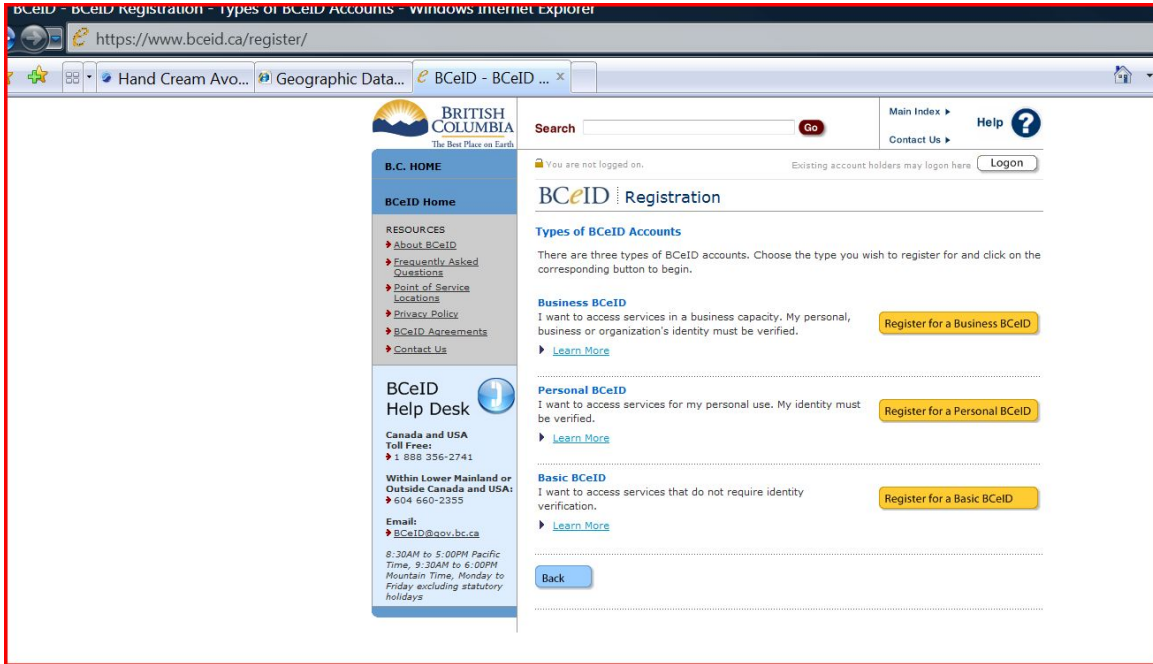 BCeID - BCeID Registration - Types of BCeID Accounts - Windows Internet Explorer
https://www.bceid.ca/register/
Hand Cream Avo... Geographic Data... BCeID - BCeID ... x
BRITISH
COLUMBIA
The Best Place on Earth
Search Go
Main Index
Contact Us
Help ?
B.C. HOME
BCeID Home
RESOURCES
About BCeID
Frequently Asked
Questions
Point of Service
Locations
Privacy Policy
BCeID Agreements
Contact Us
BCeID
Help Desk
Canada and USA
Toll Free:
1 888 356-2741
Within Lower Mainland or
Outside Canada and USA:
604 660-2355
Email:
BCeID@gov.bc.ca
8:30AM to 5:00PM Pacific
Time, 9:30AM to 6:00PM
Mountain Time, Monday to
Friday excluding statutory
holidays
You are not logged on. Existing account holders may logon here Logon
BCeID Registration
Types of BCeID Accounts
There are three types of BCeID accounts. Choose the type you wish to register for and click on the
corresponding button to begin.
Business BCeID
I want to access services in a business capacity. My personal,
business or organization's identity must be verified.
Learn More
Register for a Business BCeID
Personal BCeID
I want to access services for my personal use. My identity must
be verified.
Learn More
Register for a Personal BCeID
Basic BCeID
I want to access services that do not require identity
verification.
Learn More
Register for a Basic BCeID
Back